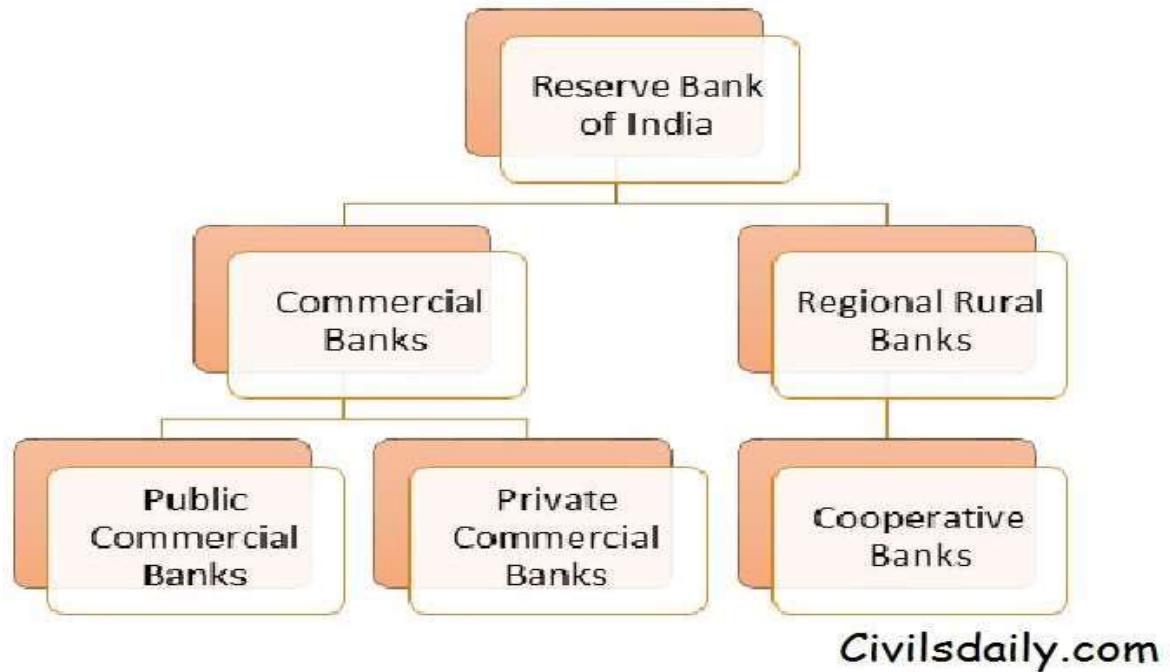 Reserve Bank
of India
Commercial
Banks
Regional Rural
Banks
Public
Commercial
Banks
Private
Commercial
Banks
Cooperative
Banks
Civilsdaily.com